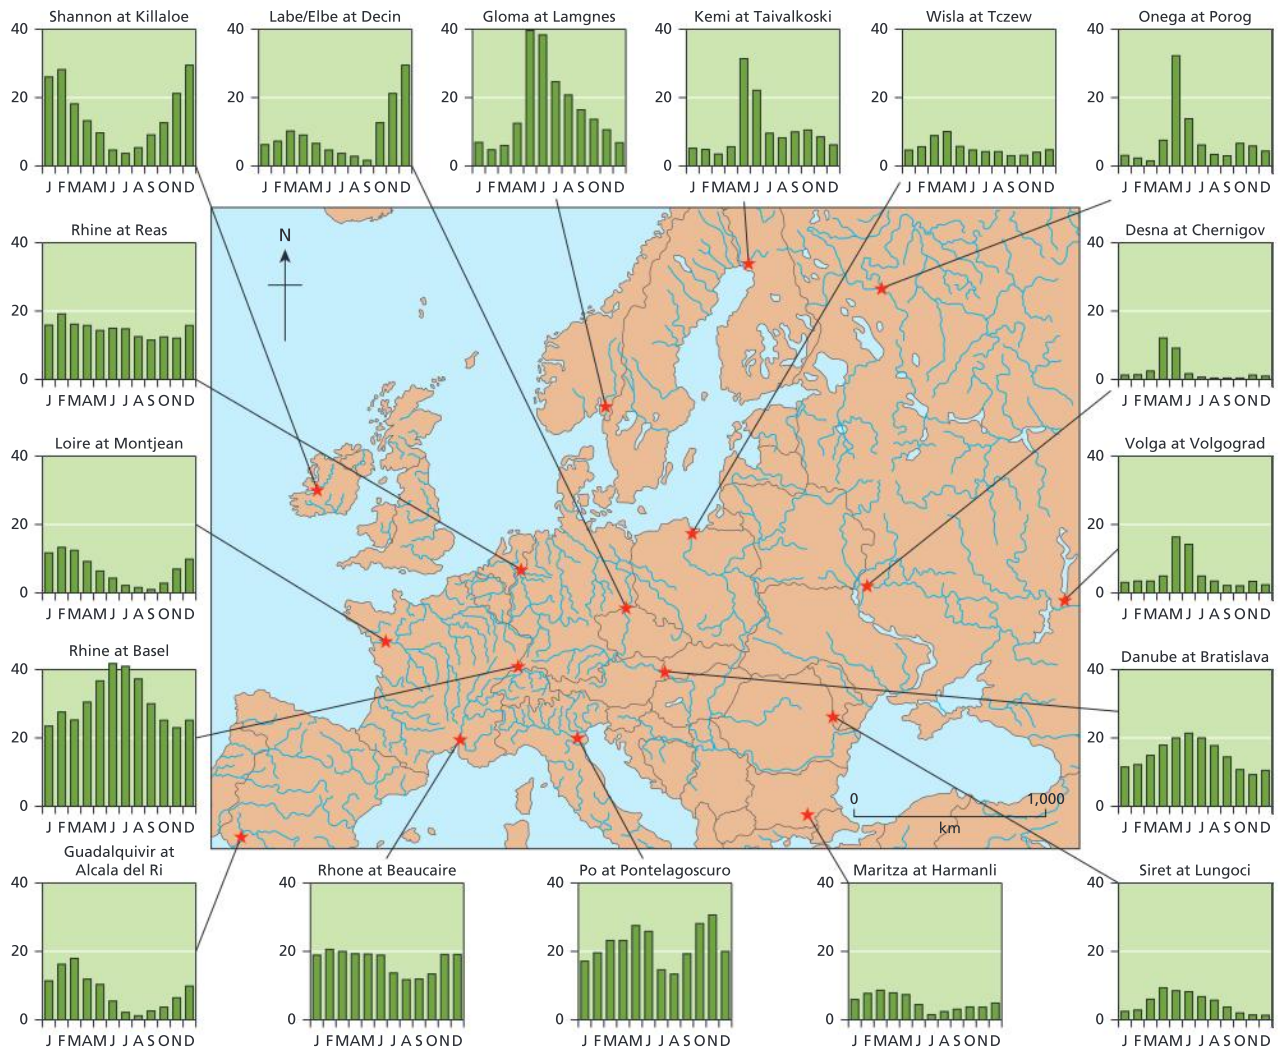 Shannon at Killaloe
40
20
0
J F M A M J J A S O N D
Labe/Elbe at Decin
40
20
0
J F M A M J J A S O N D
Gloma at Lamgnes
40
20
0
J F M A M J J A S O N D
Kemi at Taivalkoski
40
20
0
J F M A M J J A S O N D
Wisla at Tczew
40
20
0
J F M A M J J A S O N D
Onega at Porog
40
20
0
J F M A M J J A S O N D
Rhine at Reas
40
20
0
J F M A M J J A S O N D
N
Desna at Chernigov
40
20
0
J F M A M J J A S O N D
Loire at Montjean
40
20
0
J F M A M J J A S O N D
Volga at Volgograd
40
20
0
J F M A M J J A S O N D
Rhine at Basel
40
20
0
J F M A M J J A S O N D
Danube at Bratislava
40
20
0
J F M A M J J A S O N D
0 1,000
km
Guadalquivir at
Alcala del Ri
40
20
0
J F M A M J J A S O N D
Rhone at Beaucaire
40
20
0
J F M A M J J A S O N D
Po at Pontelagoscuro
40
20
0
J F M A M J J A S O N D
Maritza at Harmanli
40
20
0
J F M A M J J A S O N D
Siret at Lungoci
40
20
0
J F M A M J J A S O N D